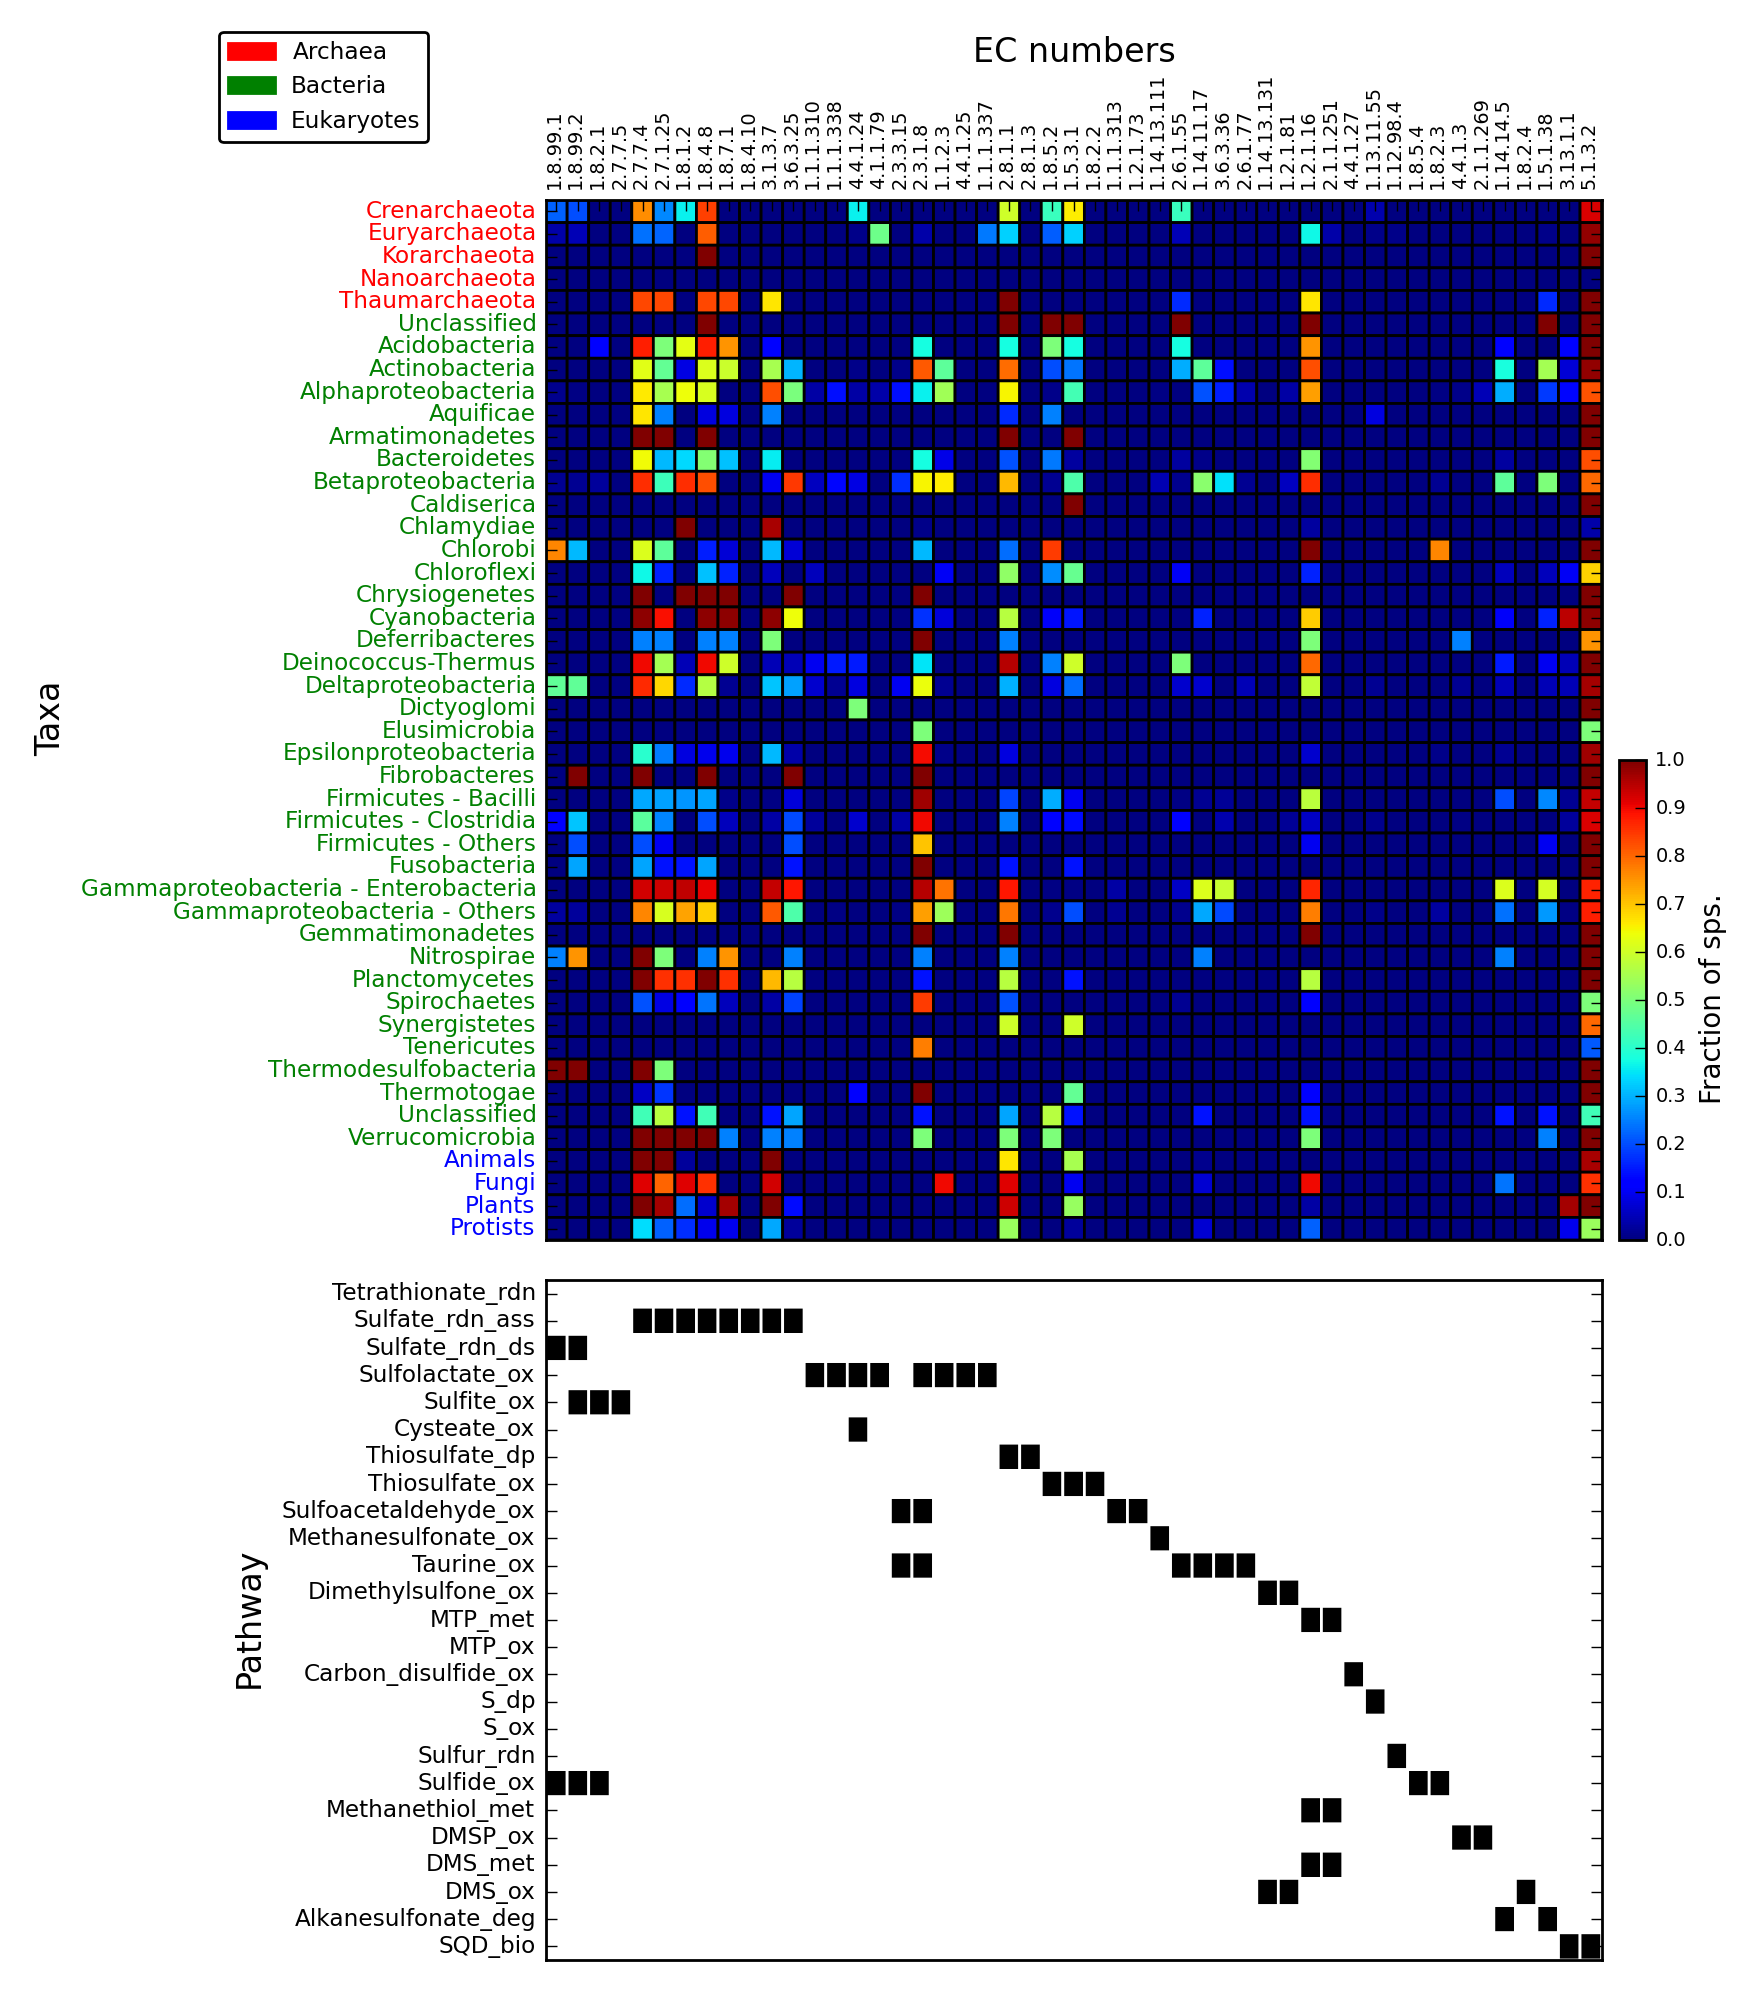 Archaea
Bacteria
Eukaryotes
EC numbers
1.8.99.1
1.8.99.2
1.8.2.1
2.7.7.5
2.7.7.4
2.7.1.25
1.8.1.2
1.8.4.8
1.8.7.1
1.8.4.10
3.1.3.7
3.6.3.25
1.1.1.310
1.1.1.338
4.4.1.24
4.1.1.79
2.3.3.15
2.3.1.8
1.1.2.3
4.4.1.25
1.1.1.337
2.8.1.1
2.8.1.3
1.8.5.2
1.5.3.1
1.8.2.2
1.1.1.313
1.2.1.73
1.14.13.111
2.6.1.55
1.14.11.17
3.6.3.36
2.6.1.77
1.14.13.131
1.2.1.81
1.2.1.16
2.1.1.251
4.4.1.27
1.13.11.55
1.12.98.4
1.8.5.4
1.8.2.3
4.4.1.3
2.1.1.269
1.14.14.5
1.8.2.4
1.5.1.38
3.13.1.1
5.1.3.2
Taxa
Crenarchaeota
Euryarchaeota
Korarchaeota
Nanoarchaeota
Thaumarchaeota
Unclassified
Acidobacteria
Actinobacteria
Alphaproteobacteria
Aquificae
Armatimonadetes
Bacteroidetes
Betaproteobacteria
Caldiserica
Chlamydiae
Chlorobi
Chloroflexi
Chrysiogenetes
Cyanobacteria
Deferribacteres
Deinococcus-Thermus
Deltaproteobacteria
Dictyoglomi
Elusimicrobia
Epsilonproteobacteria
Fibrobacteres
Firmicutes - Bacilli
Firmicutes - Clostridia
Firmicutes - Others
Fusobacteria
Gammaproteobacteria - Enterobacteria
Gammaproteobacteria - Others
Gemmatimonadetes
Nitrospirae
Planctomycetes
Spirochaetes
Synergistetes
Tenericutes
Thermodesulfobacteria
Thermotogae
Unclassified
Verrucomicrobia
Animals
Fungi
Plants
Protists
1.0
0.9
0.8
0.7
0.6
0.5
0.4
0.3
0.2
0.1
0.0
Fraction of sps.
Pathway
Tetrathionate_rdn
Sulfate_rdn_ass
Sulfate_rdn_ds
Sulfolactate_ox
Sulfite_ox
Cysteate_ox
Thiosulfate_dp
Thiosulfate_ox
Sulfoacetaldehyde_ox
Methanesulfonate_ox
Taurine_ox
Dimethylsulfone_ox
MTP_met
MTP_ox
Carbon_disulfide_ox
S_dp
S_ox
Sulfur_rdn
Sulfide_ox
Methanethiol_met
DMSP_ox
DMS_met
DMS_ox
Alkanesulfonate_deg
SQD_bio